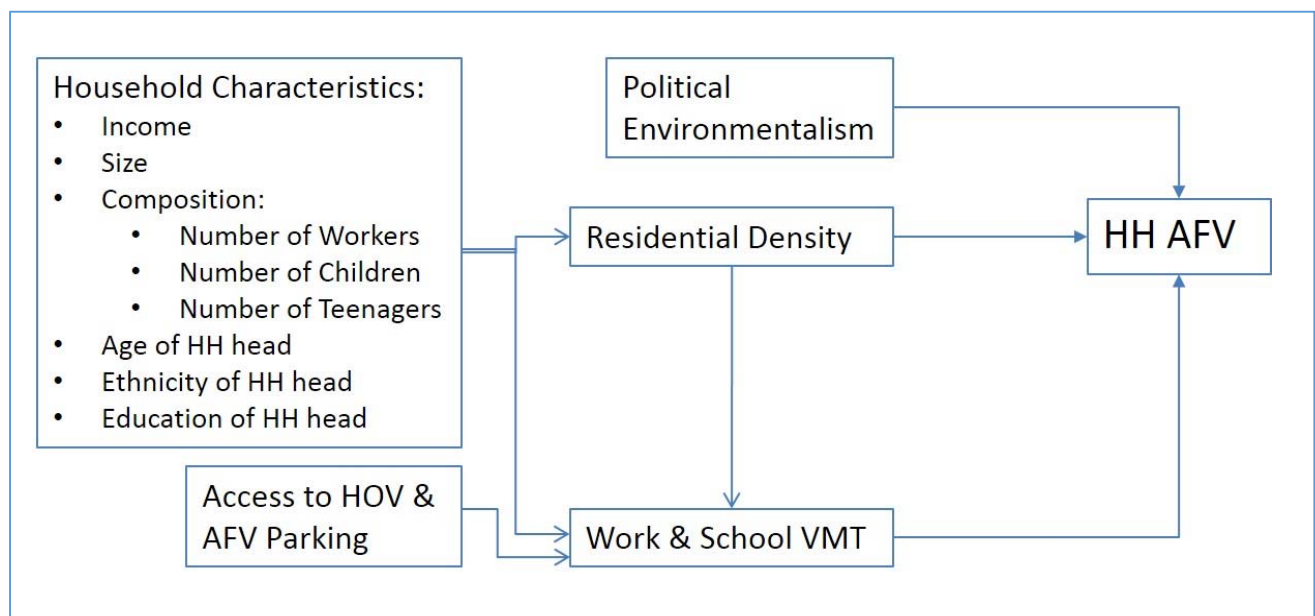 Household Characteristics:
• Income
• Size
• Composition:
• Number of Workers
• Number of Children
• Number of Teenagers
• Age of HH head
• Ethnicity of HH head
• Education of HH head
Political
Environmentalism
Residential Density
HH AFV
Access to HOV &
AFV Parking
Work & School VMT